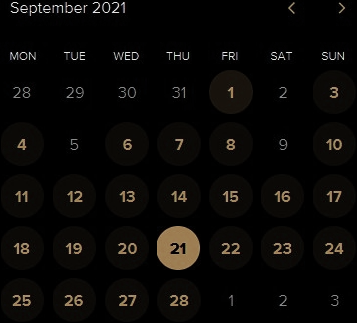 September 2021
MON TUE WED THU FRI SAT SUN
28 29 30 31 1 2 3
4 5 6 7 8 9 10
11 12 13 14 15 16 17
18 19 20 21 22 23 24
25 26 27 28 1 2 3